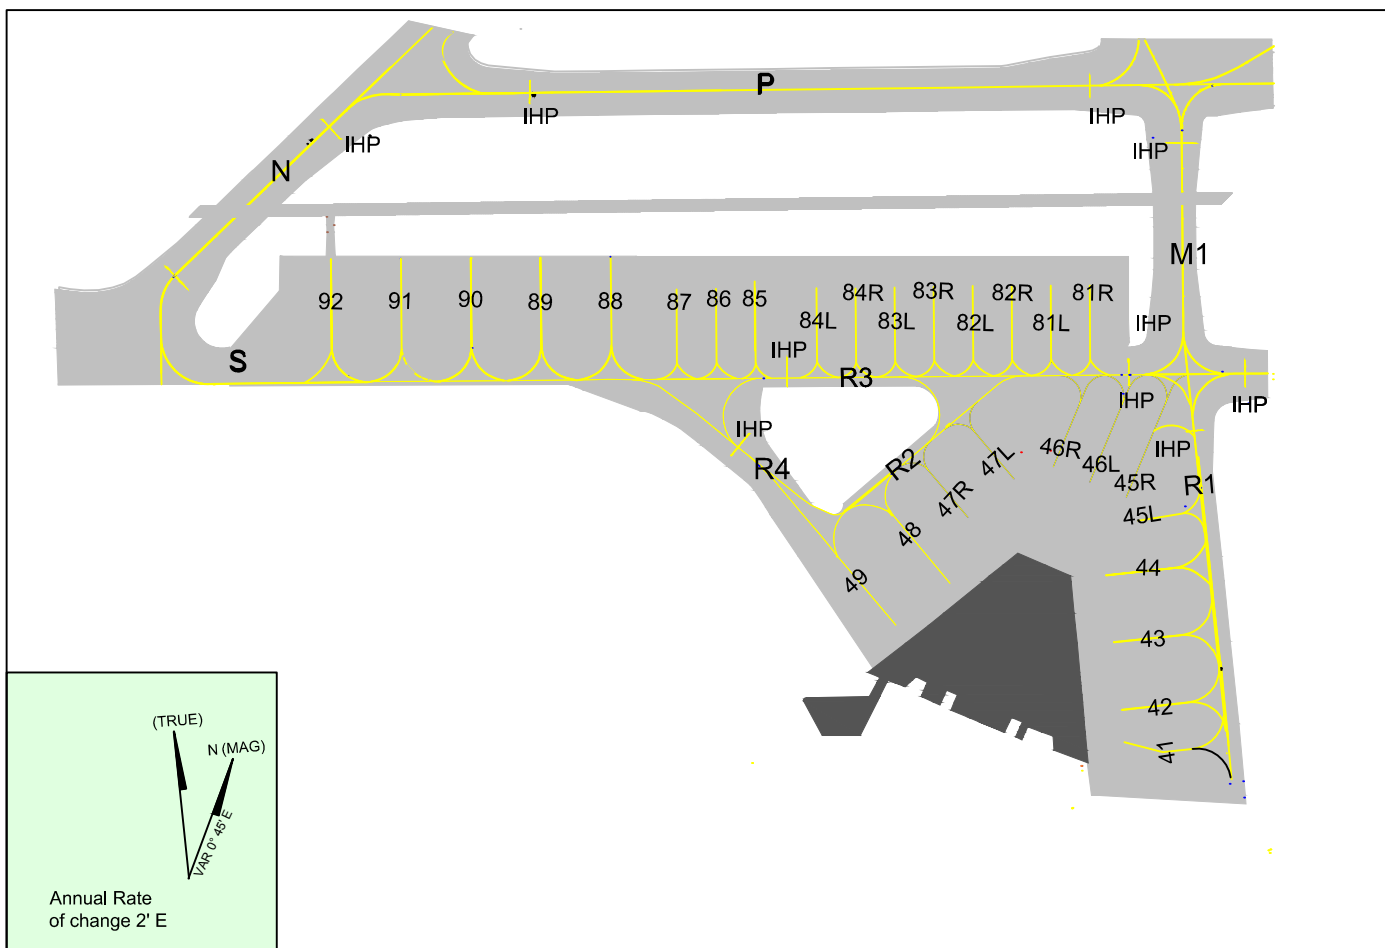 P
IHP
IHP
IHP
IHP
N
M1
92
91
90
89
88
87
86
85
84L
84R
83L
83R
82L
82R
81L
81R
IHP
IHP
S
R3
IHP
IHP
IHP
IHP
R4
R2
47L
47R
46R
46L
45R
R1
45L
48
49
44
43
42
41
(TRUE)
N (MAG)
VAR 0° 45' E
Annual Rate
of change 2' E